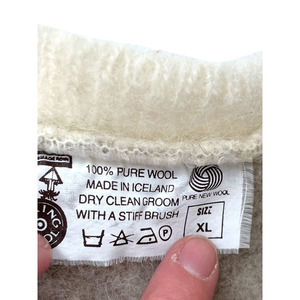 100% PURE WOOL
MADE IN ICELAND
DRY CLEAN GROOM
WITH A STIFF BRUSH
PURE NEW WOOL
SIZE
XL
P